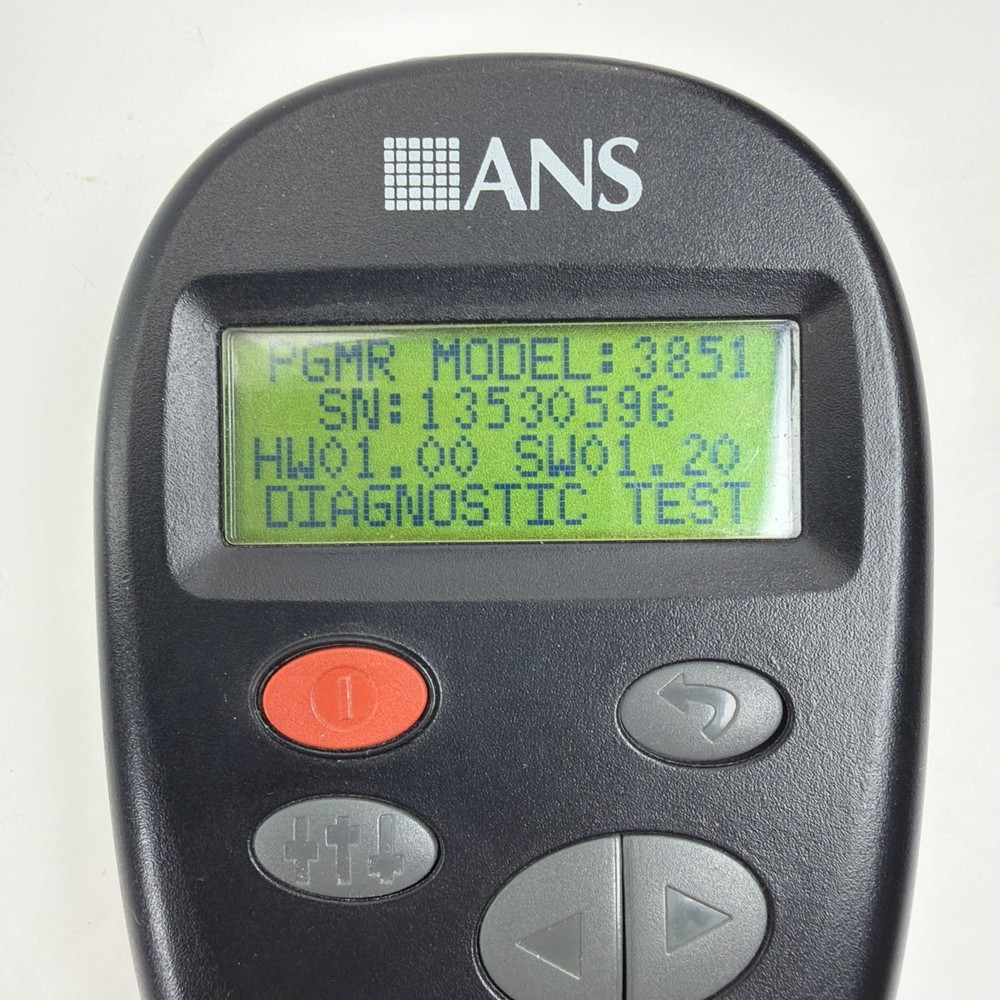 ANS
PGMR MODEL:3851
SN:13530596
HW01.00 SW01.20
DIAGNOSTIC TEST